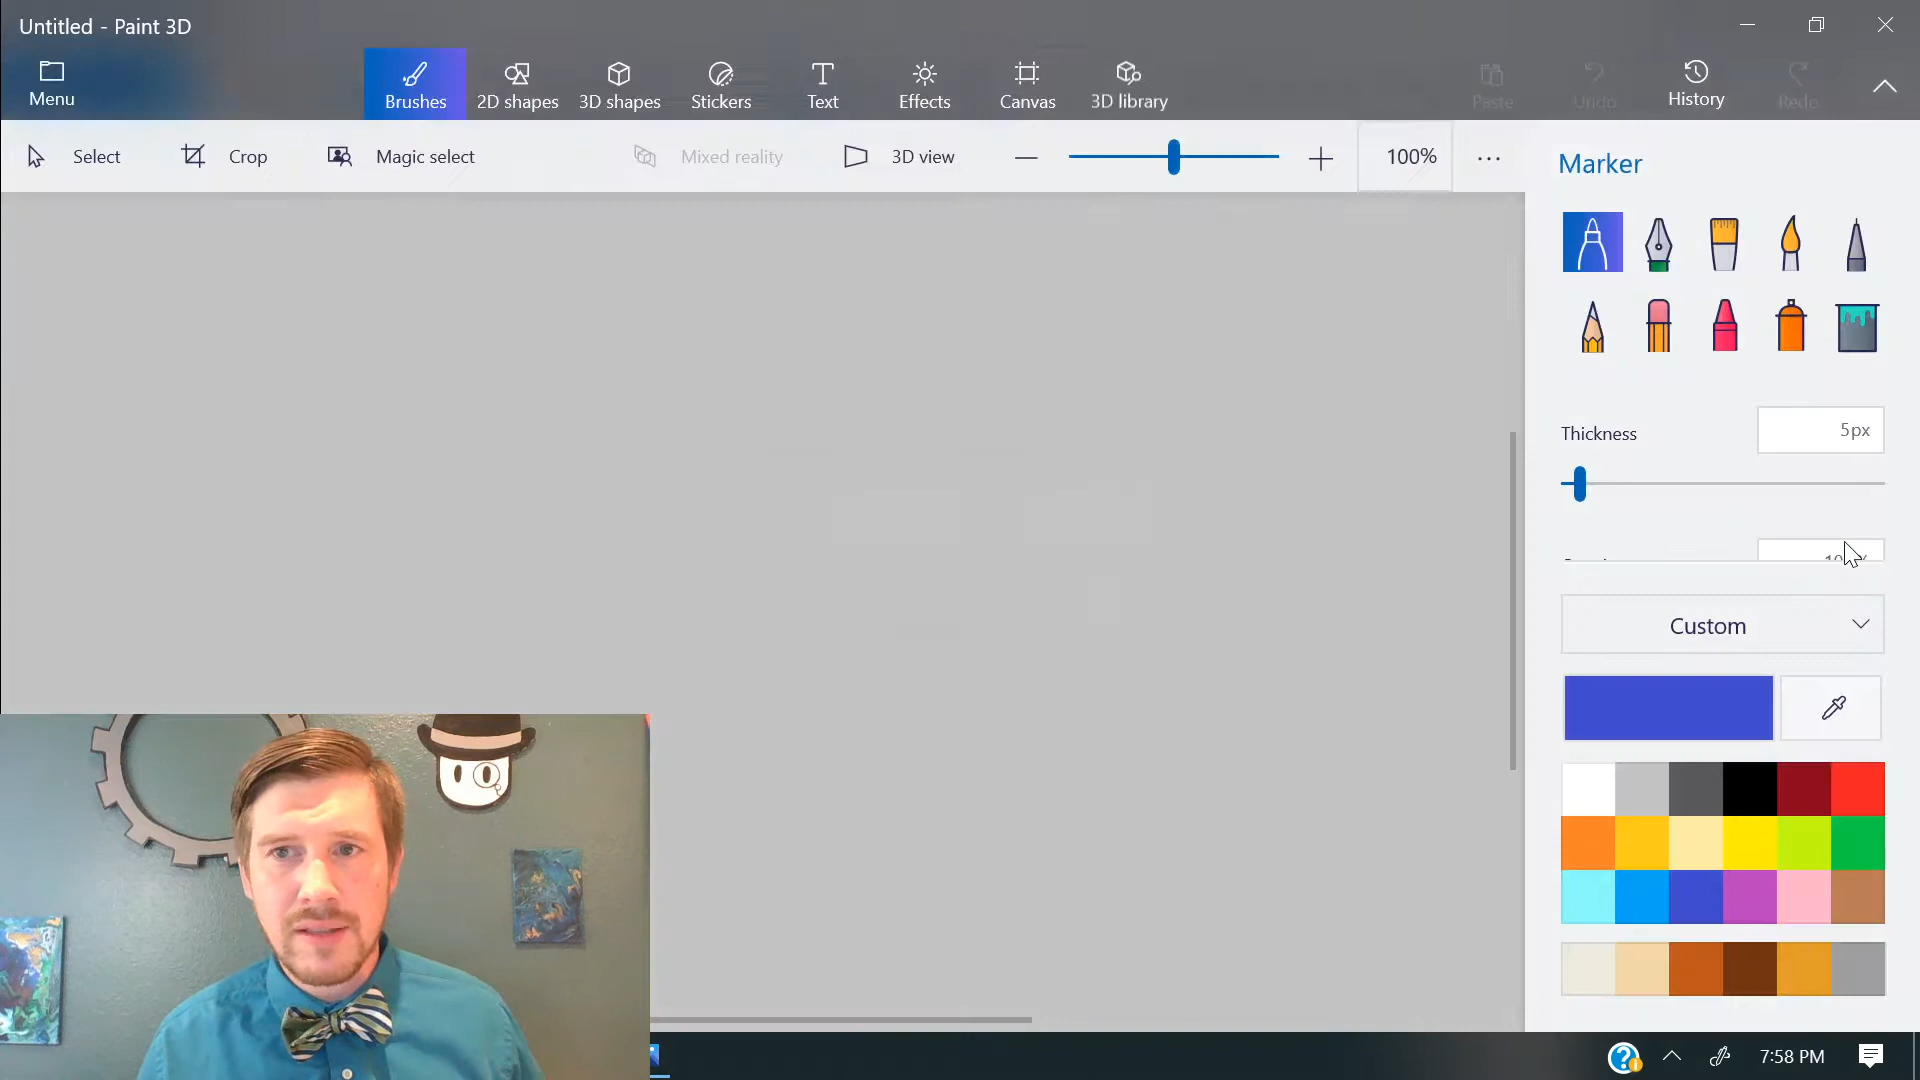 Untitled - Paint 3D
Menu
Brushes
2D shapes
3D shapes
Stickers
Text
Effects
Canvas
3D library
Paste
Undo
History
Redo
Select
Crop
Magic select
Mixed reality
3D view
100%
Marker
Thickness
5px
Custom
7:58 PM